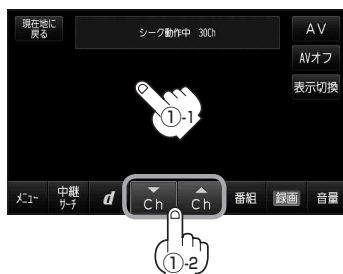 現在地に
戻る
シーク動作中 30Ch
AV
AVオフ
表示切換
①-1
ﾒﾆｭｰ
中継
ｻｰﾁ
d
Ch
Ch
番組
録画
音量
①-2